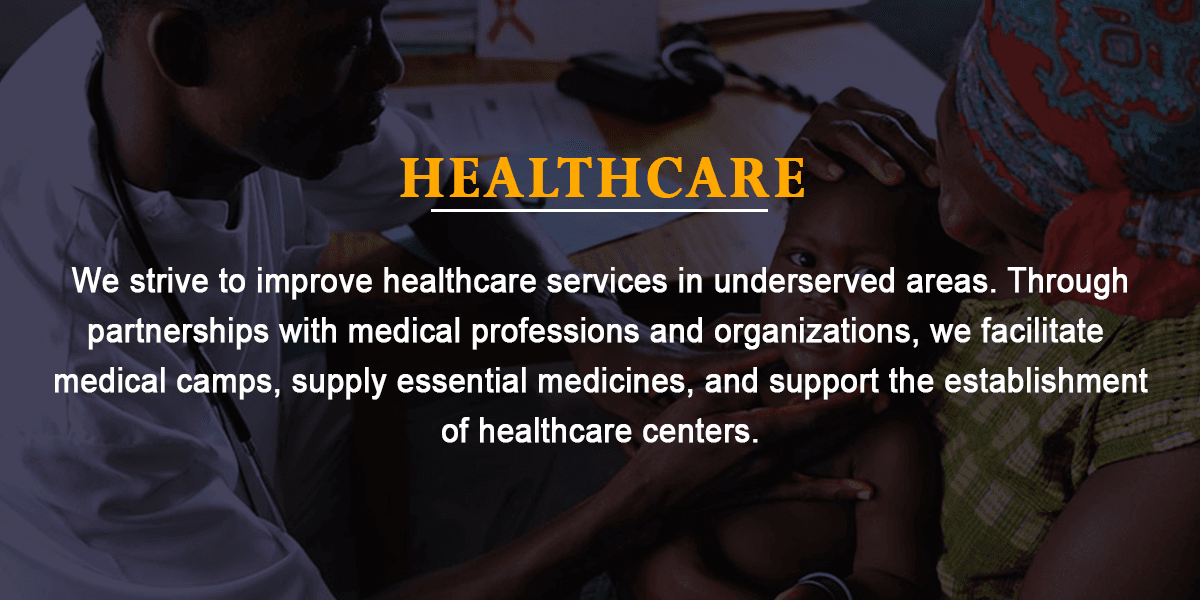 HEALTHCARE
We strive to improve healthcare services in underserved areas. Through
partnerships with medical professions and organizations, we facilitate
medical camps, supply essential medicines, and support the establishment
of healthcare centers.